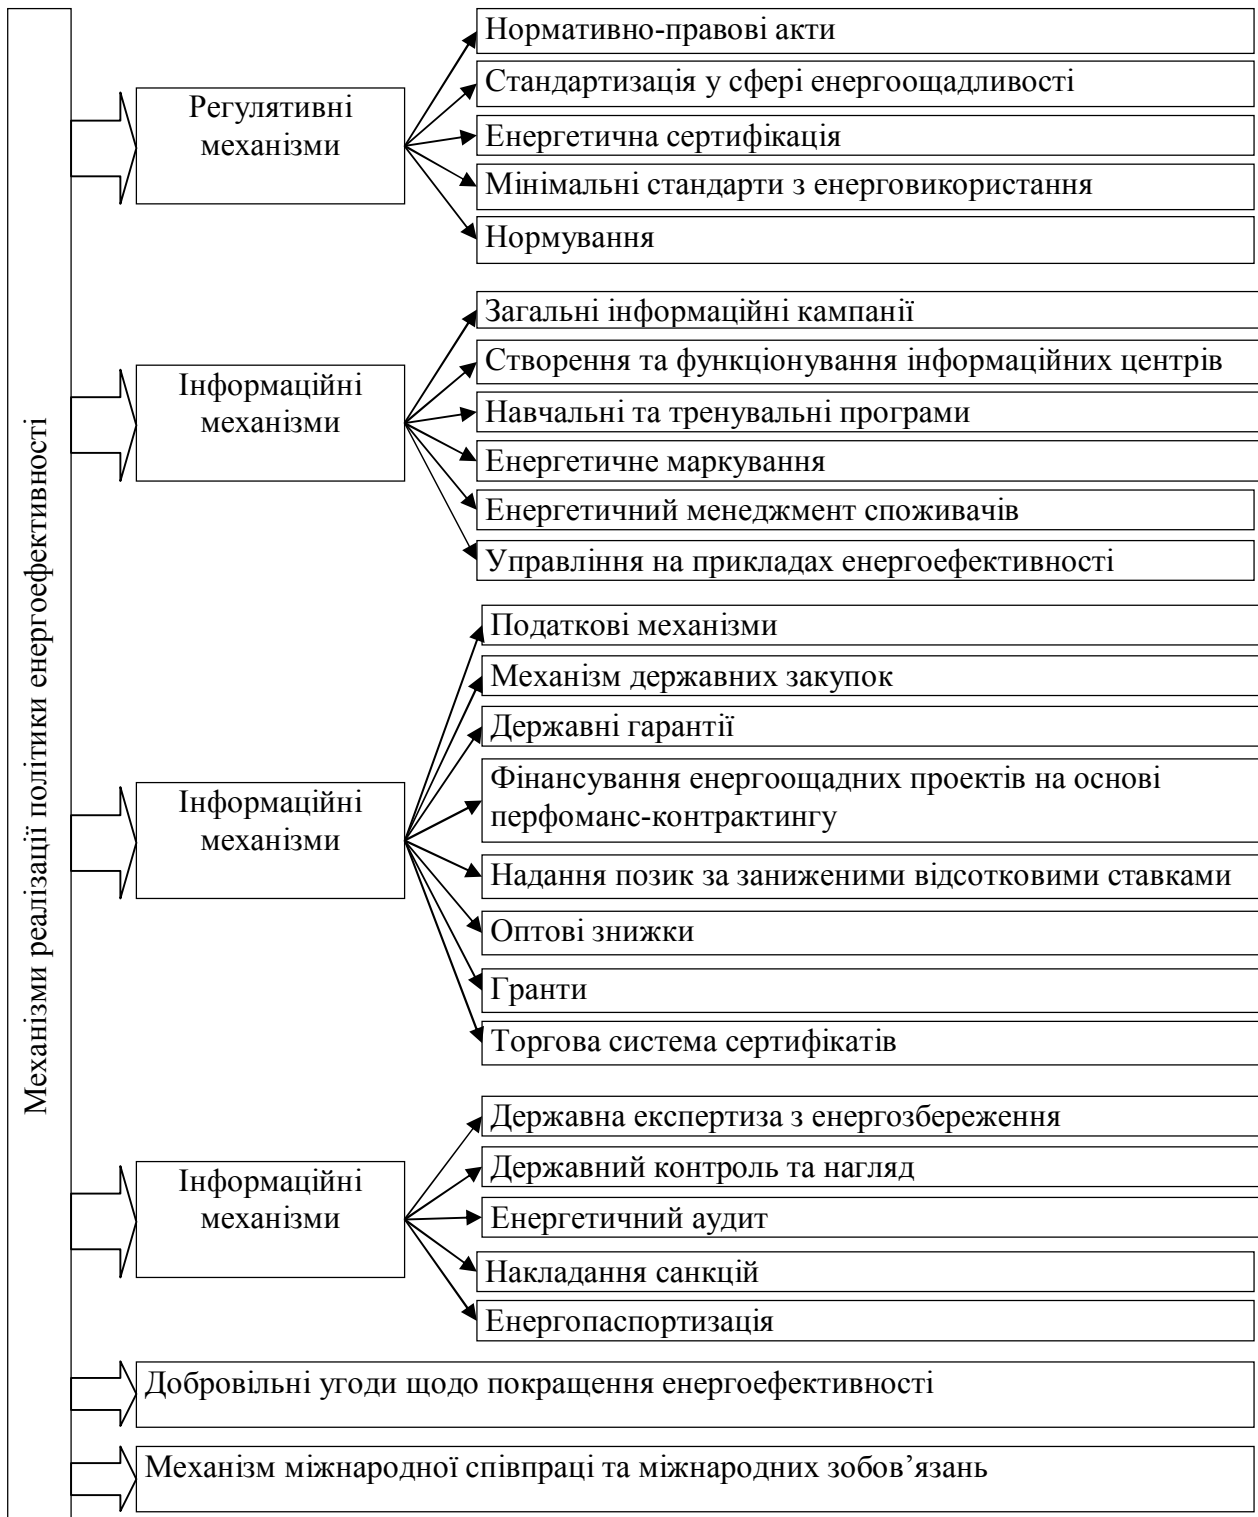 Механізми реалізації політики енергоефективності
Регулятивні
механізми
Нормативно-правові акти
Стандартизація у сфері енергоощадливості
Енергетична сертифікація
Мінімальні стандарти з енерговикористання
Нормування
Інформаційні
механізми
Загальні інформаційні кампанії
Створення та функціонування інформаційних центрів
Навчальні та тренувальні програми
Енергетичне маркування
Енергетичний менеджмент споживачів
Управління на прикладах енергоефективності
Інформаційні
механізми
Податкові механізми
Механізм державних закупок
Державні гарантії
Фінансування енергоощадних проектів на основі
перфоманс-контрактингу
Надання позик за заниженими відсотковими ставками
Оптові знижки
Гранти
Торгова система сертифікатів
Інформаційні
механізми
Державна експертиза з енергозбереження
Державний контроль та нагляд
Енергетичний аудит
Накладання санкцій
Енергопаспортизація
Добровільні угоди щодо покращення енергоефективності
Механізм міжнародної співпраці та міжнародних зобов’язань